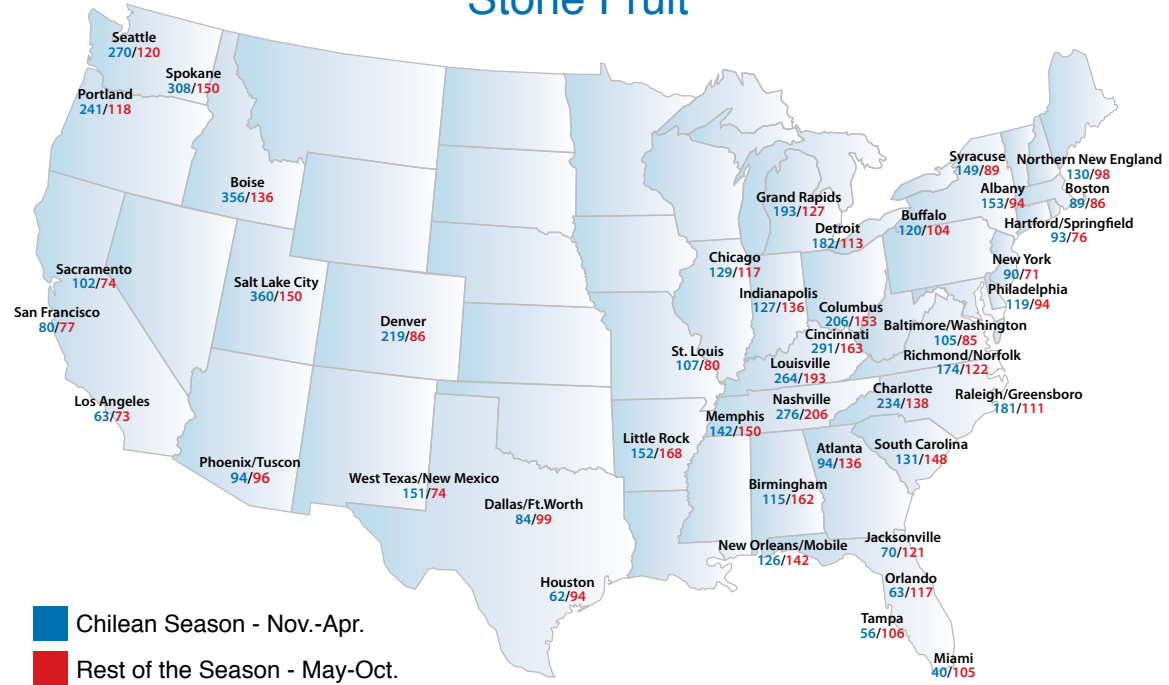 Stone Fruit
Seattle
270/120
Spokane
308/150
Portland
241/118
Boise
356/136
Syracuse
149/89
Northern New England
130/98
Albany
153/94
Boston
89/86
Grand Rapids
193/127
Buffalo
120/104
Hartford/Springfield
93/76
Detroit
182/113
Sacramento
102/74
Salt Lake City
360/150
Chicago
129/117
New York
90/71
Indianapolis
127/136
Philadelphia
119/94
San Francisco
80/77
Denver
219/86
Columbus
206/153
Baltimore/Washington
105/85
Cincinnati
291/163
St. Louis
107/80
Richmond/Norfolk
174/122
Louisville
264/193
Los Angeles
63/73
Nashville
276/206
Charlotte
234/138
Raleigh/Greensboro
181/111
Memphis
142/150
Little Rock
152/168
Atlanta
94/136
South Carolina
131/148
Phoenix/Tuscon
94/96
West Texas/New Mexico
151/74
Birmingham
115/162
Dallas/Ft.Worth
84/99
New Orleans/Mobile
126/142
Jacksonville
70/121
Houston
62/94
Orlando
63/117
Tampa
56/106
Miami
40/105
Chilean Season - Nov.-Apr.
Rest of the Season - May-Oct.